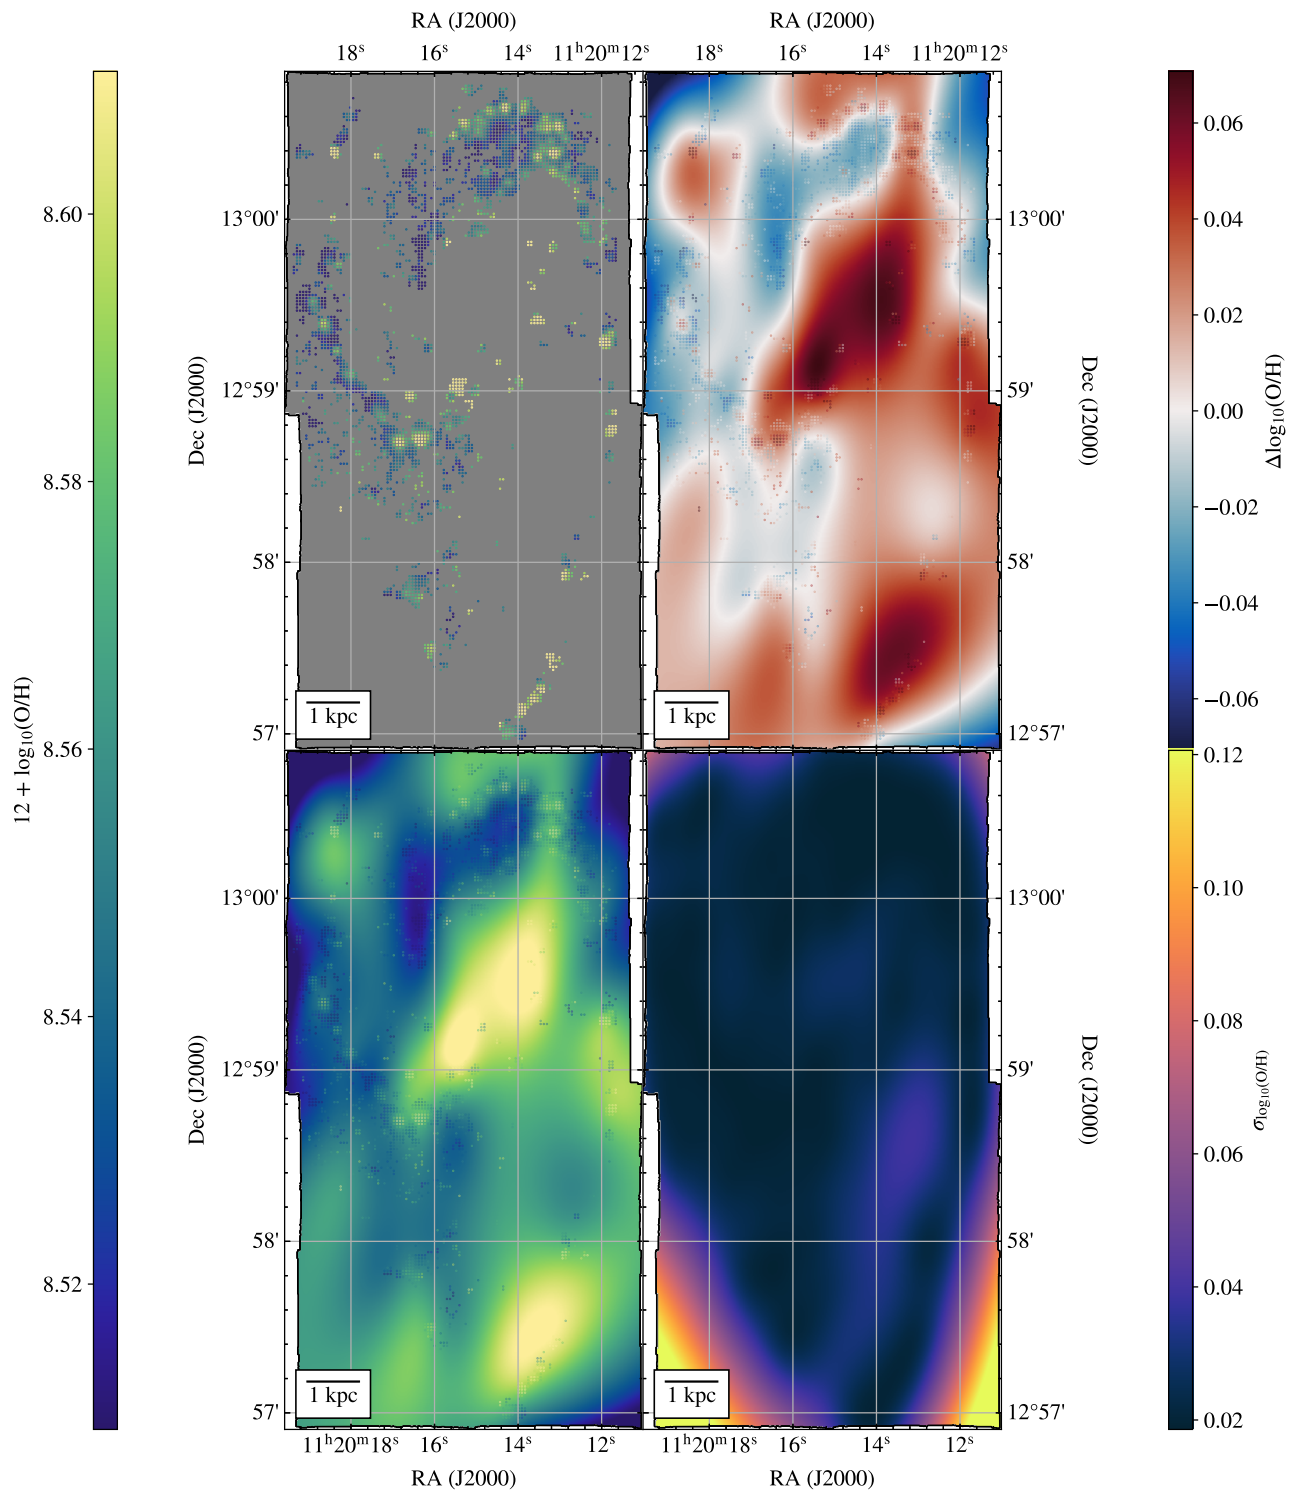 RA (J2000) RA (J2000)
18ˢ 16ˢ 14ˢ 11ʰ20ᵐ12ˢ 18ˢ 16ˢ 14ˢ 11ʰ20ᵐ12ˢ
12 + log₁₀(O/H)
8.60
8.58
8.56
8.54
8.52
Dec (J2000)
13°00'
12°59'
58'
57'
1 kpc
1 kpc
13°00'
59'
58'
12°57'
Dec (J2000)
0.06
0.04
0.02
0.00
−0.02
−0.04
−0.06
Δlog₁₀(O/H)
Dec (J2000)
13°00'
12°59'
58'
57'
1 kpc
1 kpc
13°00'
59'
58'
12°57'
Dec (J2000)
0.12
0.10
0.08
0.06
0.04
0.02
σlog₁₀(O/H)
11ʰ20ᵐ18ˢ 16ˢ 14ˢ 12ˢ 11ʰ20ᵐ18ˢ 16ˢ 14ˢ 12ˢ
RA (J2000) RA (J2000)